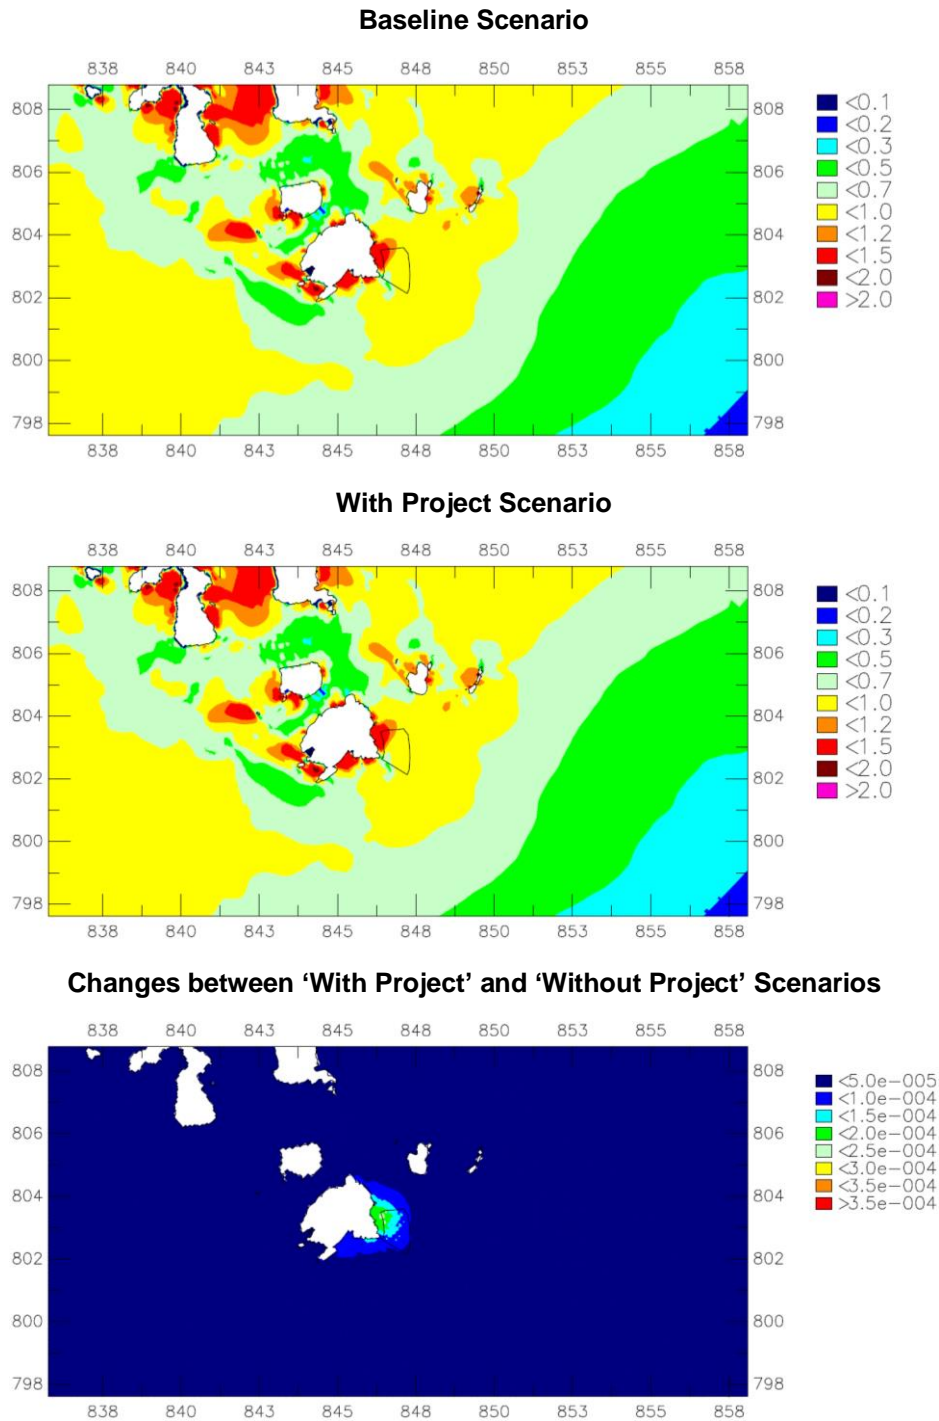 Baseline Scenario
838 840 843 845 848 850 853 855 858
808 808
806 806
804 804
802 802
800 800
798 798
838 840 843 845 848 850 853 855 858
<0.1
<0.2
<0.3
<0.5
<0.7
<1.0
<1.2
<1.5
<2.0
>2.0
With Project Scenario
838 840 843 845 848 850 853 855 858
808 808
806 806
804 804
802 802
800 800
798 798
838 840 843 845 848 850 853 855 858
<0.1
<0.2
<0.3
<0.5
<0.7
<1.0
<1.2
<1.5
<2.0
>2.0
Changes between ‘With Project’ and ‘Without Project’ Scenarios
838 840 843 845 848 850 853 855 858
808 808
806 806
804 804
802 802
800 800
798 798
838 840 843 845 848 850 853 855 858
<5.0e-005
<1.0e-004
<1.5e-004
<2.0e-004
<2.5e-004
<3.0e-004
<3.5e-004
>3.5e-004